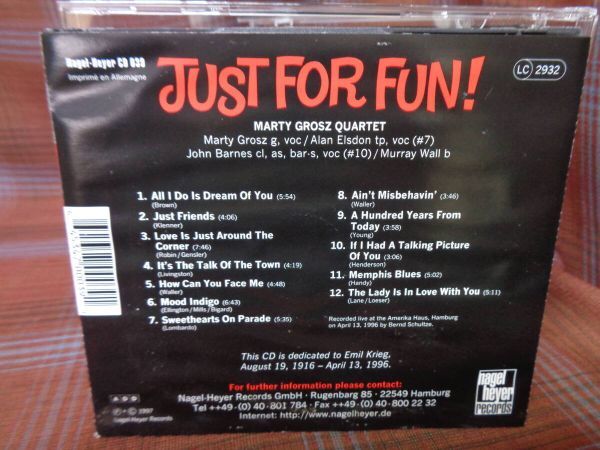 Nagel-Heyer CD 039
Imprimé en Allemagne
JUST FOR FUN!
LC 2932
MARTY GROSZ QUARTET
Marty Grosz g, voc / Alan Elsdon tp, voc (#7)
John Barnes cl, as, bar-s, voc (#10) / Murray Wall b
1. All I Do Is Dream Of You (5:54)
(Brown)
2. Just Friends (4:06)
(Klenner)
3. Love Is Just Around The
Corner (7:46)
(Robin / Gensler)
4. It's The Talk Of The Town (4:19)
(Livingston)
5. How Can You Face Me (4:48)
(Waller)
6. Mood Indigo (6:43)
(Ellington / Mills / Bigard)
7. Sweethearts On Parade (5:35)
(Lombardo)
8. Ain't Misbehavin' (3:46)
(Waller)
9. A Hundred Years From
Today (3:58)
(Young)
10. If I Had A Talking Picture
Of You (3:06)
(Henderson)
11. Memphis Blues (5:02)
(Handy)
12. The Lady Is In Love With You (5:11)
(Lane / Loeser)
Recorded live at the Amerika Haus, Hamburg
on April 13, 1996 by Bernd Schultze.
This CD is dedicated to Emil Krieg,
August 19, 1916 – April 13, 1996.
For further information please contact:
Nagel-Heyer Records GmbH · Rugenbarg 85 · 22549 Hamburg
Tel ++49 - (0) 40 - 801 784 · Fax ++49 - (0) 40 - 800 22 32
Internet: http://www.nagelheyer.de
ADD
℗ + © 1997
Nagel-Heyer Records
nagel
heyer
records